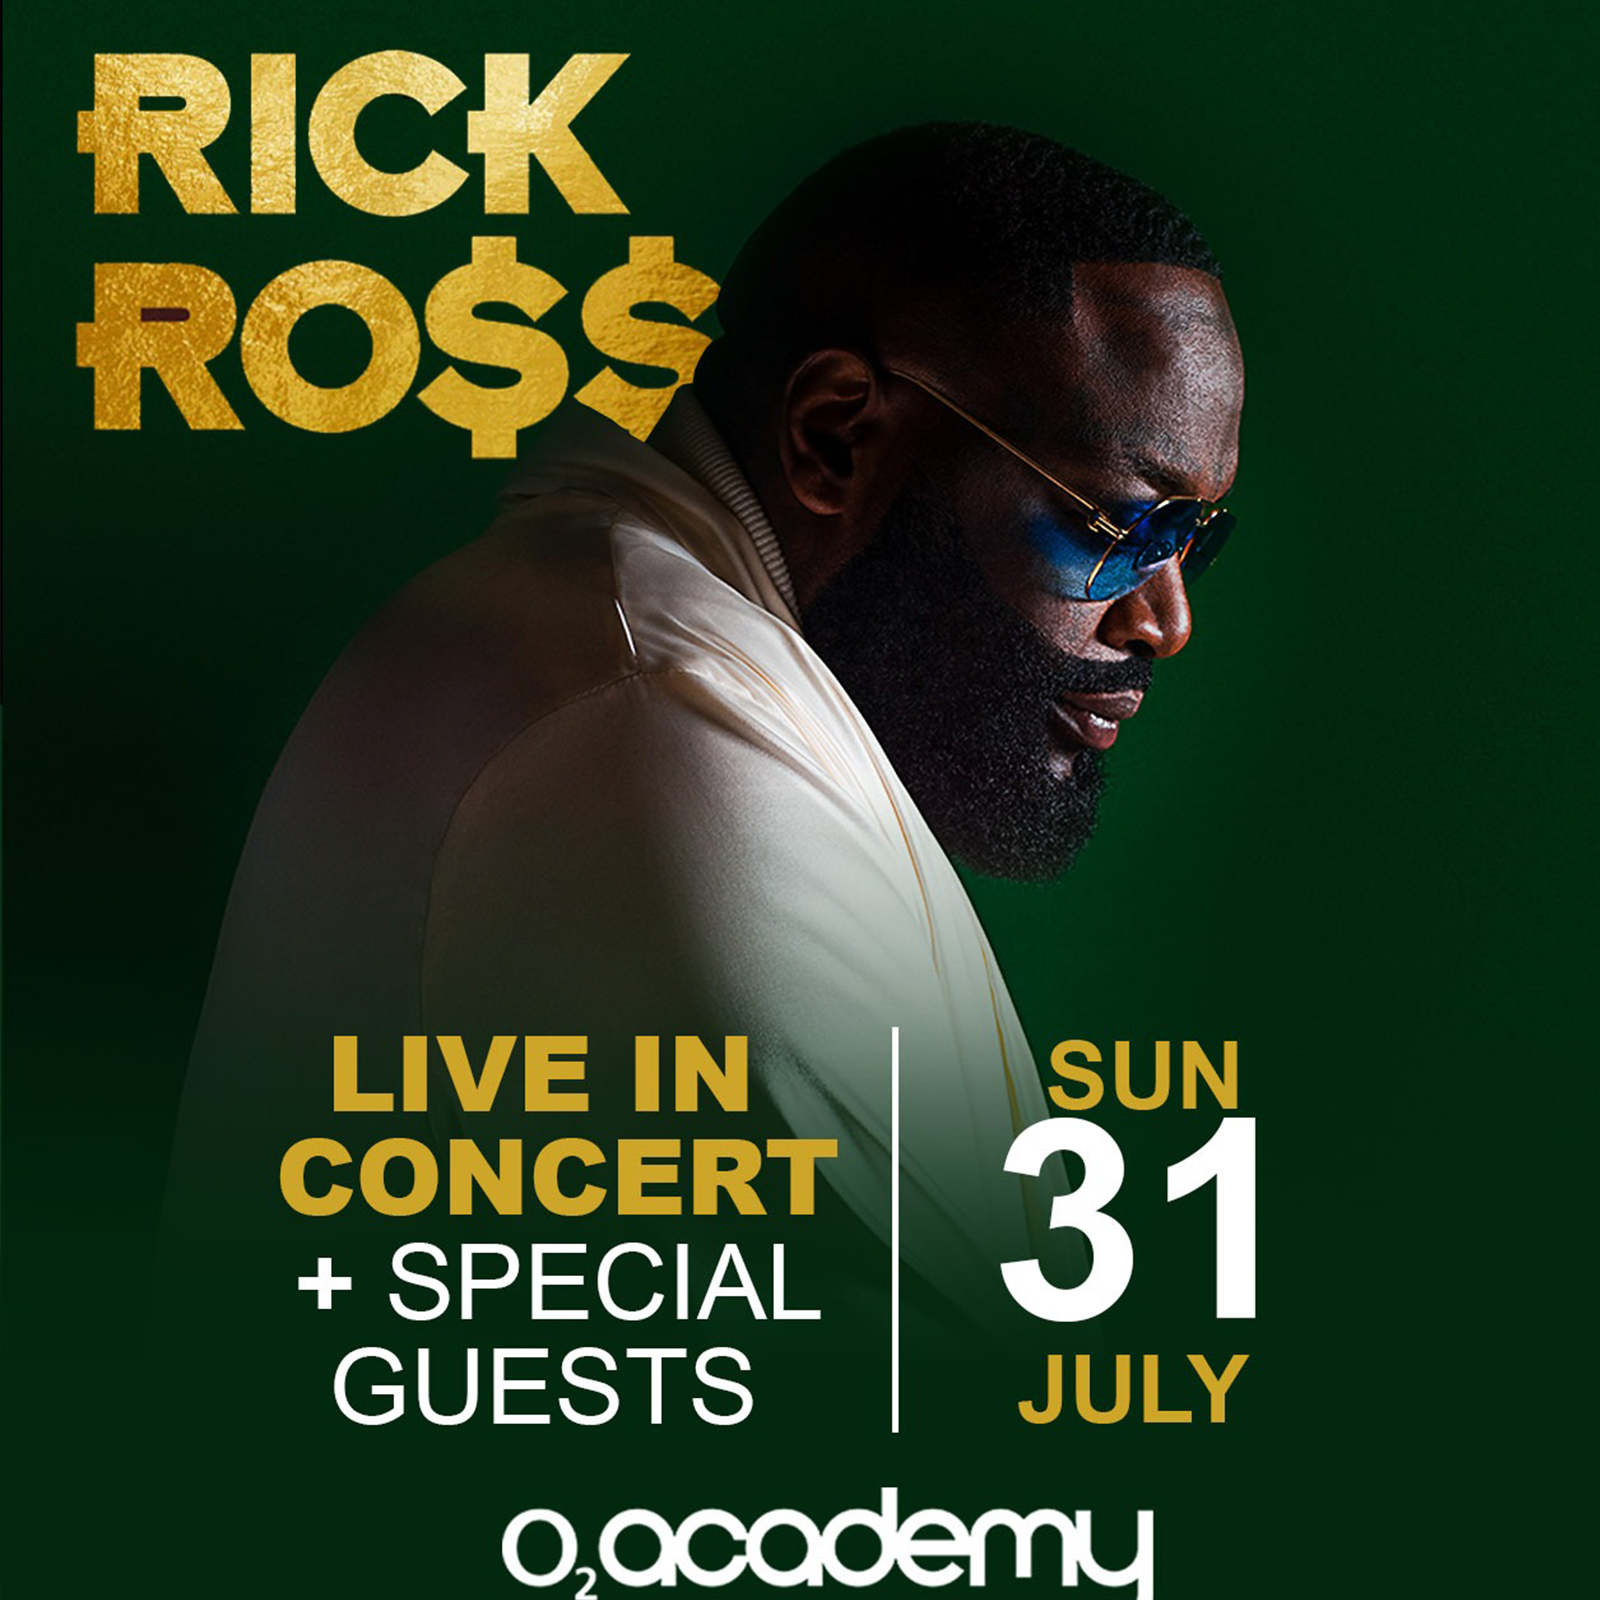 RICK
RO$$
LIVE IN
CONCERT
+ SPECIAL
GUESTS
SUN
31
JULY
O2 academy